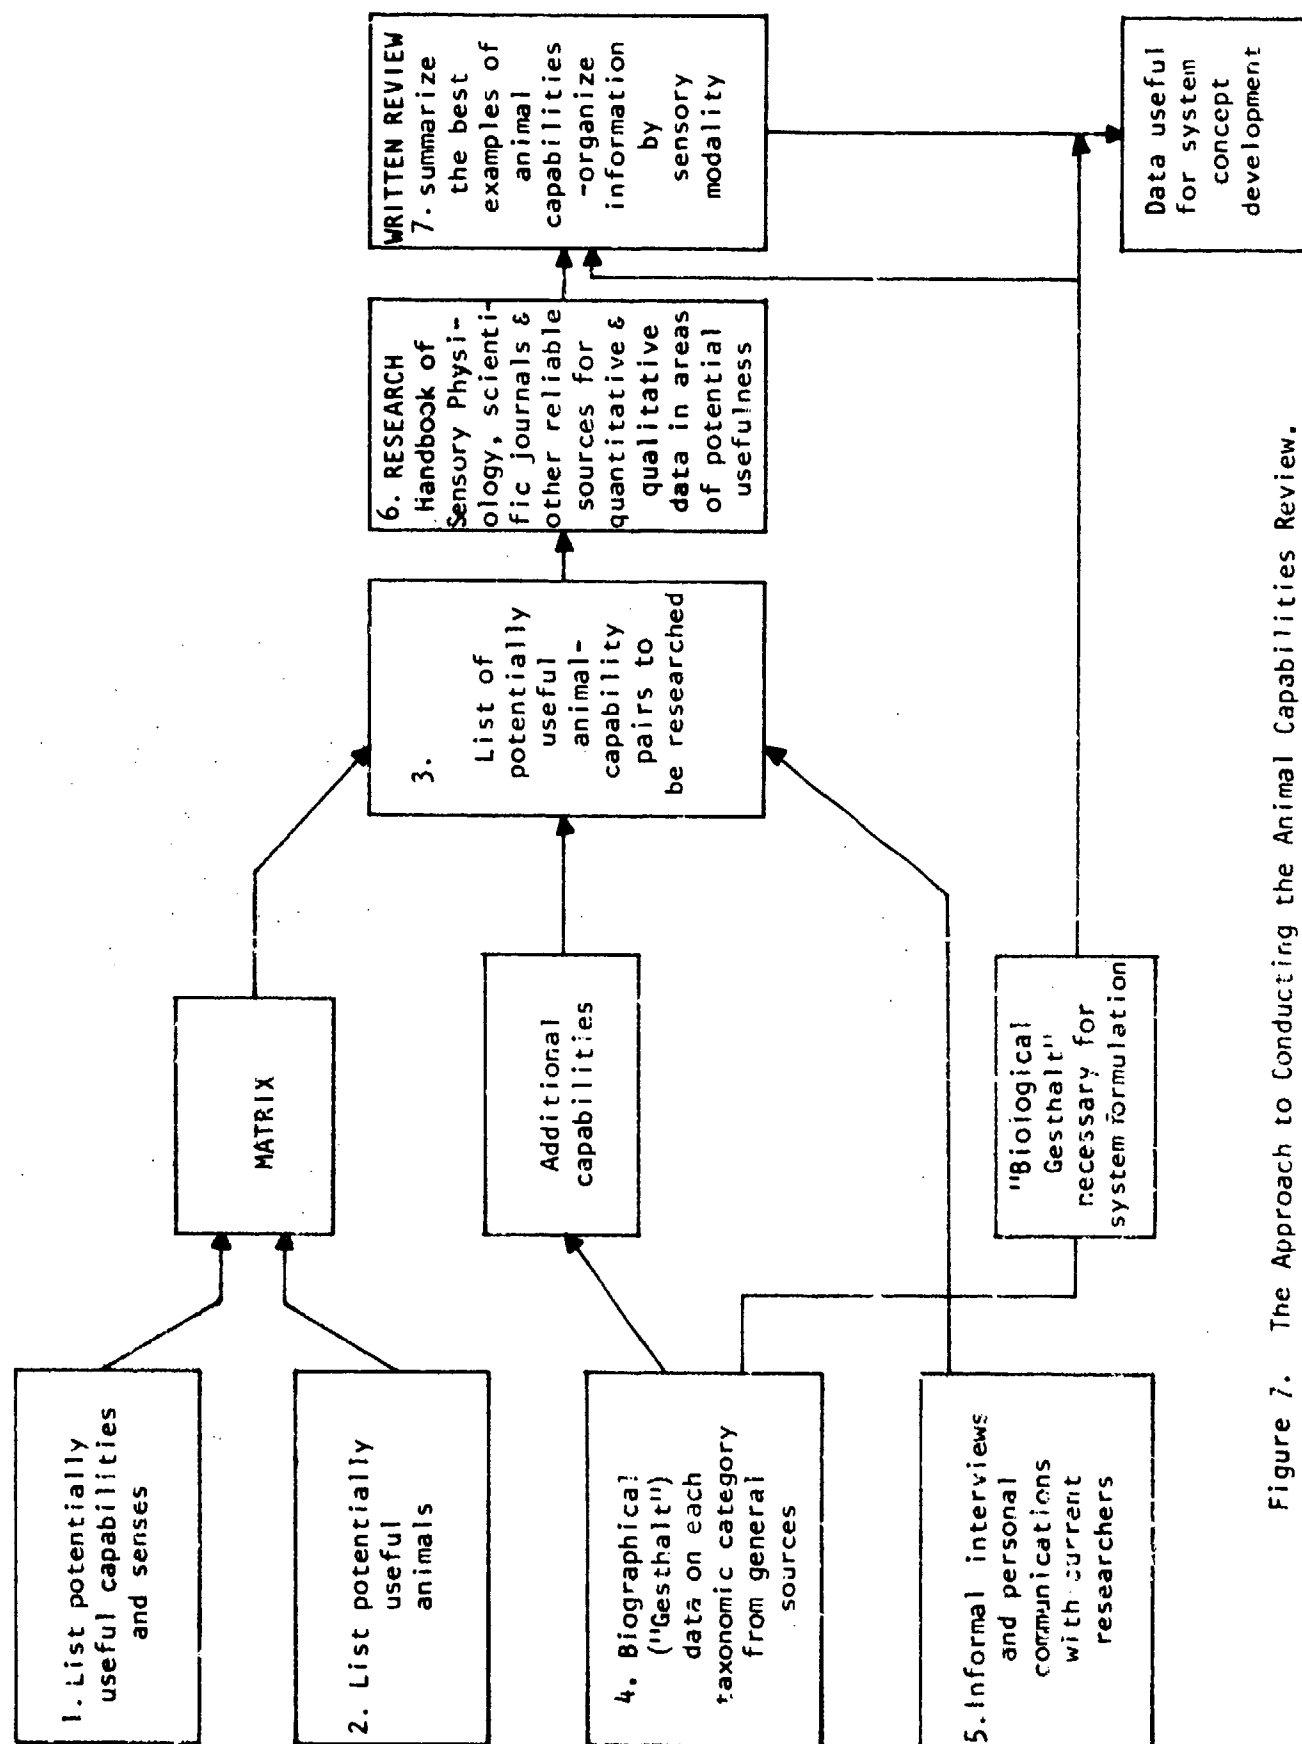 1. List potentially
useful capabilities
and senses
2. List potentially
useful
animals
4. Biographical
("Gesthalt")
data on each
taxonomic category
from general
sources
5. Informal interviews
and personal
communications
with current
researchers
MATRIX
Additional
capabilities
"Biological
Gesthalt"
necessary for
system formulation
3.
List of
potentially
useful
animal-
capability
pairs to
be researched
6. RESEARCH
Handbook of
Sensory Physi-
ology, scienti-
fic journals &
other reliable
sources for
quantitative &
qualitative
data in areas
of potential
usefulness
WRITTEN REVIEW
7. summarize
the best
examples of
animal
capabilities
-organize
information
by
sensory
modality
Data useful
for system
concept
development
Figure 7. The Approach to Conducting the Animal Capabilities Review.